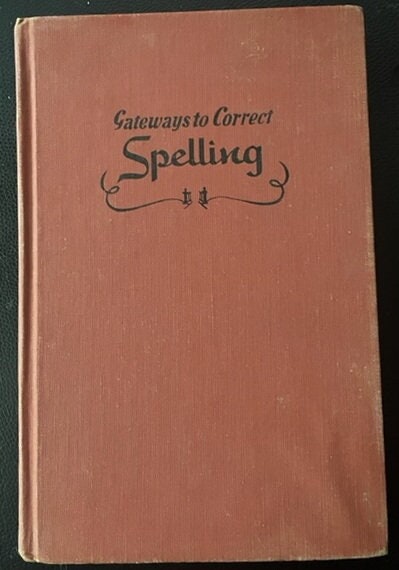 Gateways to Correct
Spelling